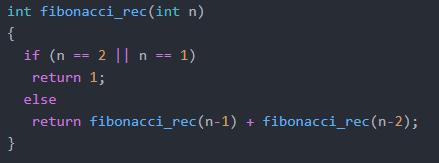 int fibonacci_rec(int n)
{
  if (n == 2 || n == 1)
   return 1;
  else
   return fibonacci_rec(n-1) + fibonacci_rec(n-2);
}